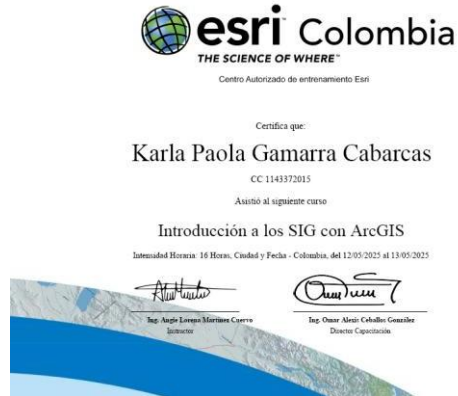 esri Colombia
THE SCIENCE OF WHERE™
Centro Autorizado de entrenamiento Esri
Certifica que:
Karla Paola Gamarra Cabarcas
CC 1143372015
Asistió al siguiente curso
Introducción a los SIG con ArcGIS
Intensidad Horaria: 16 Horas, Ciudad y Fecha - Colombia, del 12/05/2025 al 13/05/2025
Ing. Angie Lorena Martínez Cuervo
Instructor
Ing. Omar Alexis Ceballos González
Director Capacitación